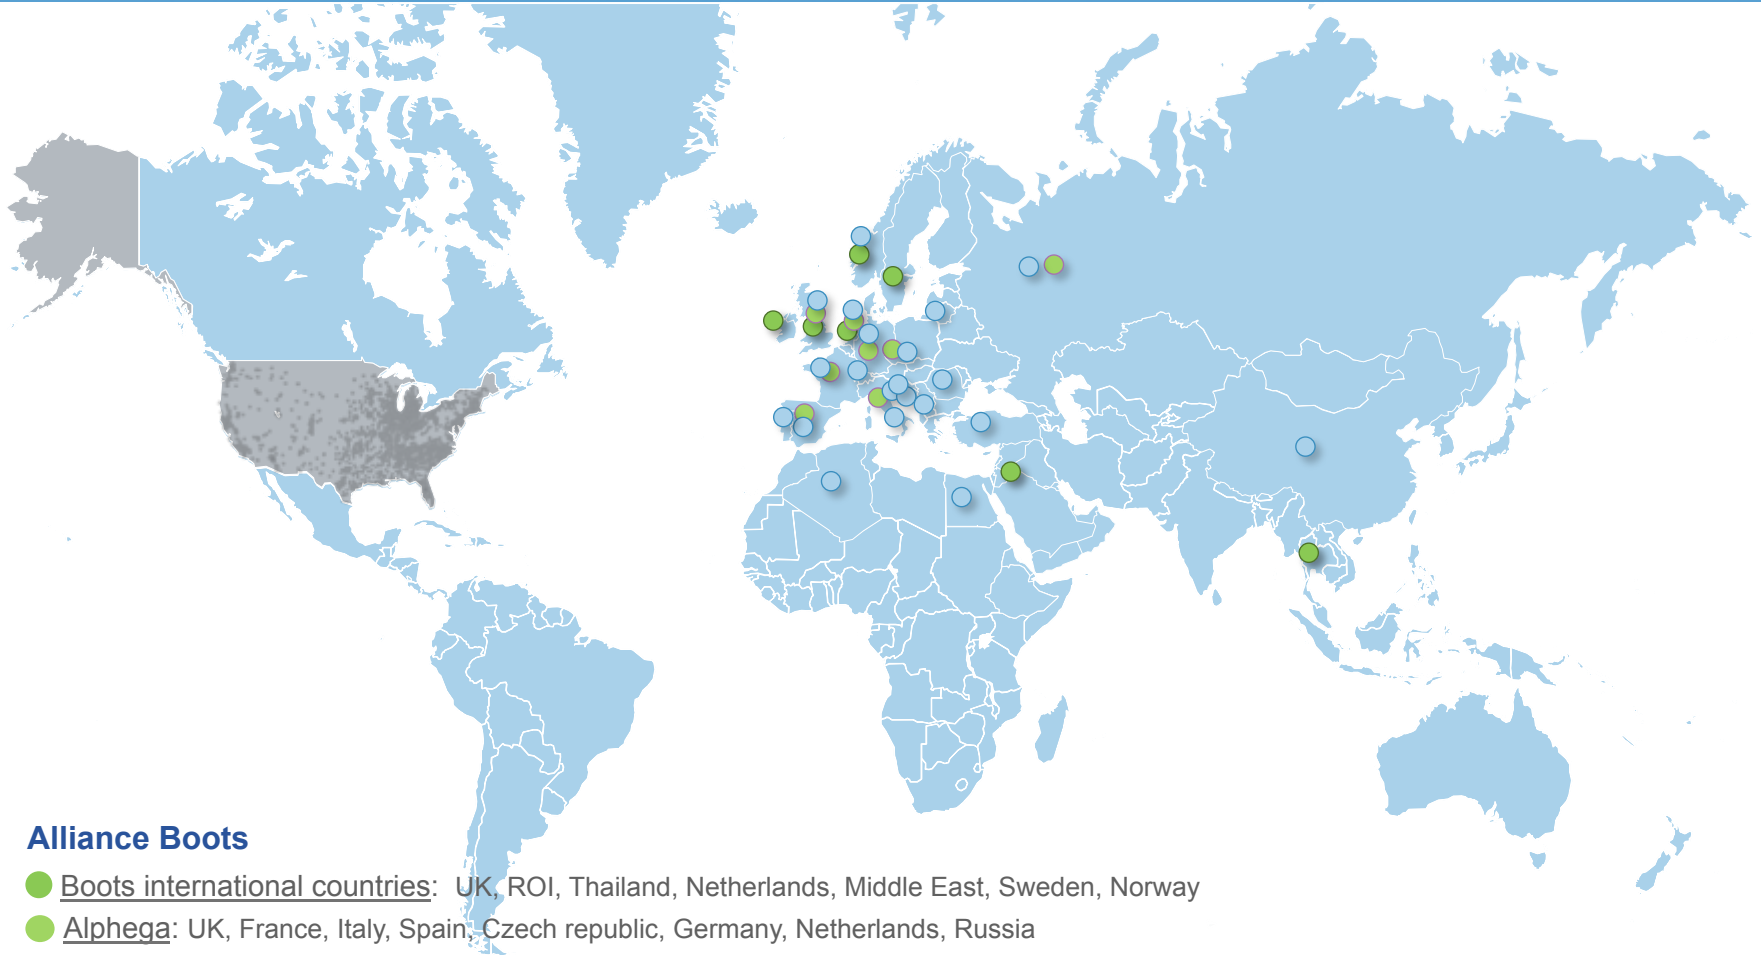 Alliance Boots
Boots international countries: UK, ROI, Thailand, Netherlands, Middle East, Sweden, Norway
Alphega: UK, France, Italy, Spain, Czech republic, Germany, Netherlands, Russia